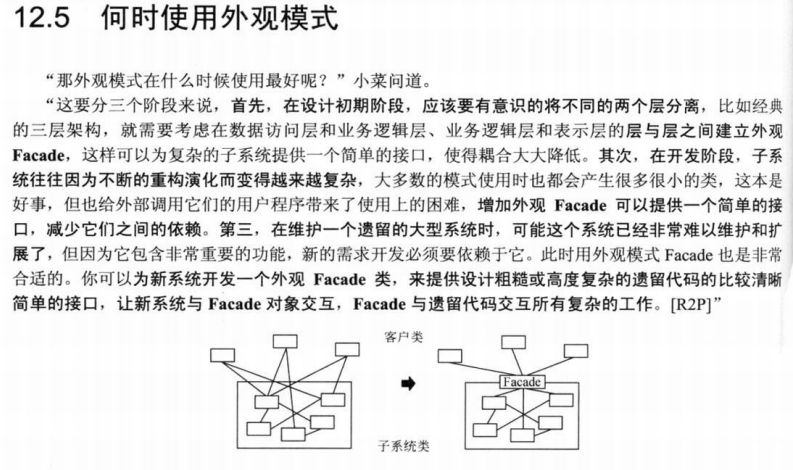 12.5 何时使用外观模式
“那外观模式在什么时候使用最好呢？”小菜问道。
“这要分三个阶段来说，首先，在设计初期阶段，应该要有意识的将不同的两个层分离，比如经典
的三层架构，就需要考虑在数据访问层和业务逻辑层、业务逻辑层和表示层的层与层之间建立外观
Facade，这样可以为复杂的子系统提供一个简单的接口，使得耦合大大降低。其次，在开发阶段，子系
统往往因为不断的重构演化而变得越来越复杂，大多数的模式使用时也都会产生很多很小的类，这本是
好事，但也给外部调用它们的用户程序带来了使用上的困难，增加外观 Facade 可以提供一个简单的接
口，减少它们之间的依赖。第三，在维护一个遗留的大型系统时，可能这个系统已经非常难以维护和扩
展了，但因为它包含非常重要的功能，新的需求开发必须要依赖于它。此时用外观模式 Facade 也是非常
合适的。你可以为新系统开发一个外观 Facade 类，来提供设计粗糙或高度复杂的遗留代码的比较清晰
简单的接口，让新系统与 Facade 对象交互，Facade 与遗留代码交互所有复杂的工作。[R2P]”
客户类
Facade
子系统类